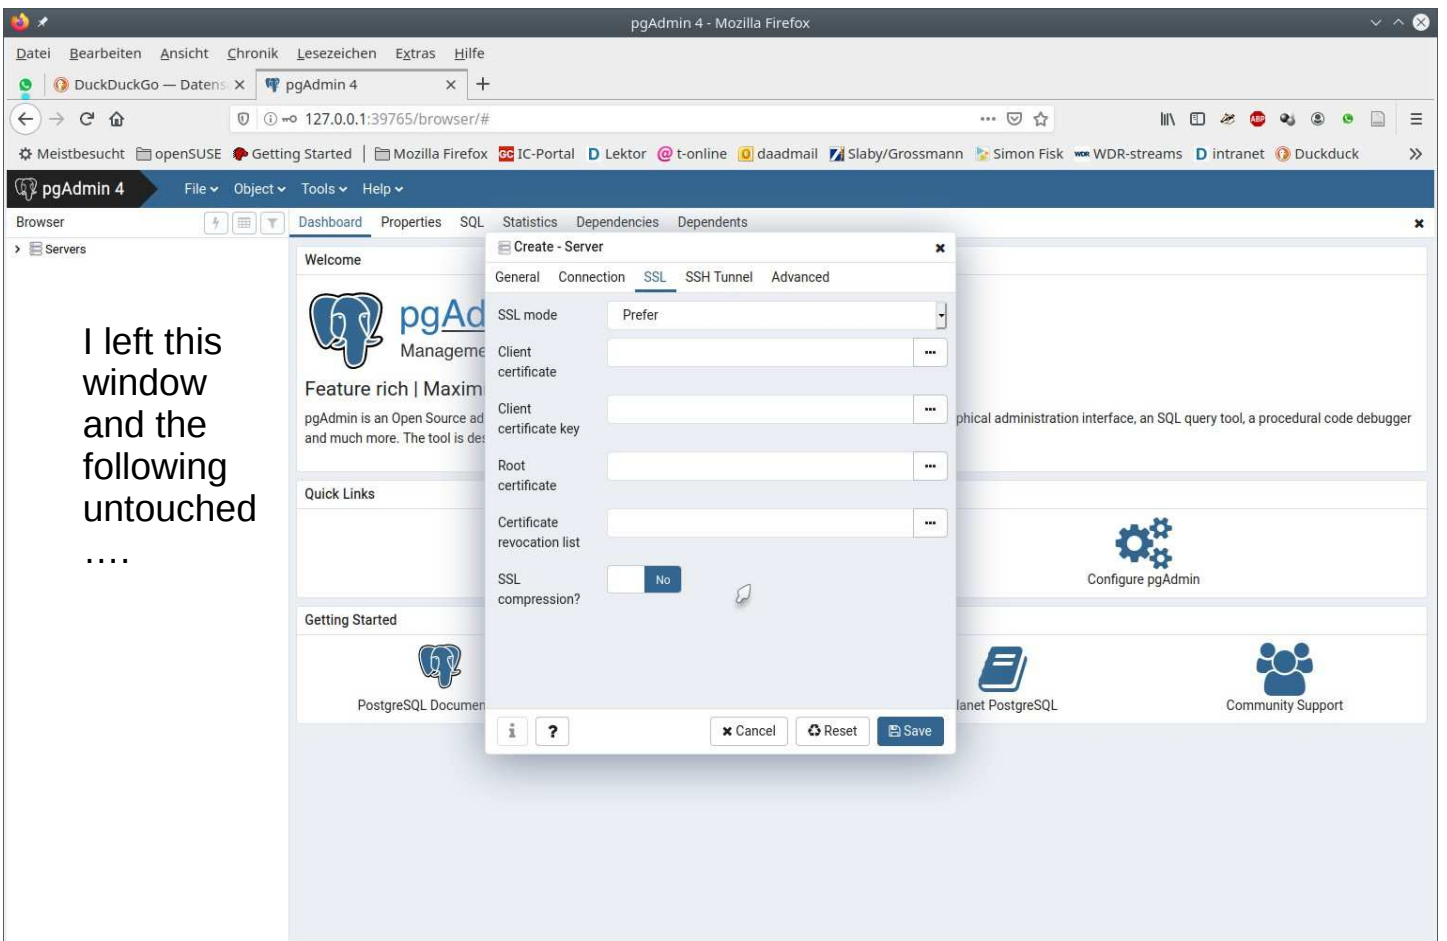 pgAdmin 4 - Mozilla Firefox
Datei Bearbeiten Ansicht Chronik Lesezeichen Extras Hilfe
DuckDuckGo — Datens
pgAdmin 4
127.0.0.1:39765/browser/#
ABP
Meistbesucht openSUSE Getting Started Mozilla Firefox GC IC-Portal D Lektor @ t-online daadmail Slaby/Grossmann Simon Fisk WDR WDR-streams D intranet Duckduck
pgAdmin 4 File Object Tools Help
Browser
Dashboard Properties SQL Statistics Dependencies Dependents
Servers
Welcome
pgAd
Manageme
Feature rich | Maxim
pgAdmin is an Open Source ad
phical administration interface, an SQL query tool, a procedural code debugger
and much more. The tool is des
Quick Links
Configure pgAdmin
Getting Started
PostgreSQL Documen
lanet PostgreSQL
Community Support
Create - Server
General Connection SSL SSH Tunnel Advanced
SSL mode Prefer
Client
certificate
Client
certificate key
Root
certificate
Certificate
revocation list
SSL
compression?
No
i ? Cancel Reset Save
I left this
window
and the
following
untouched
....